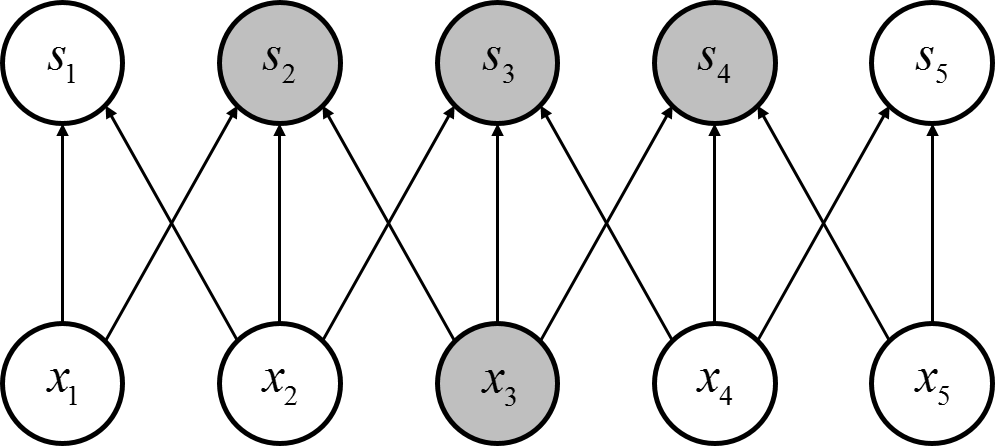 s₁ s₂ s₃ s₄ s₅
x₁ x₂ x₃ x₄ x₅